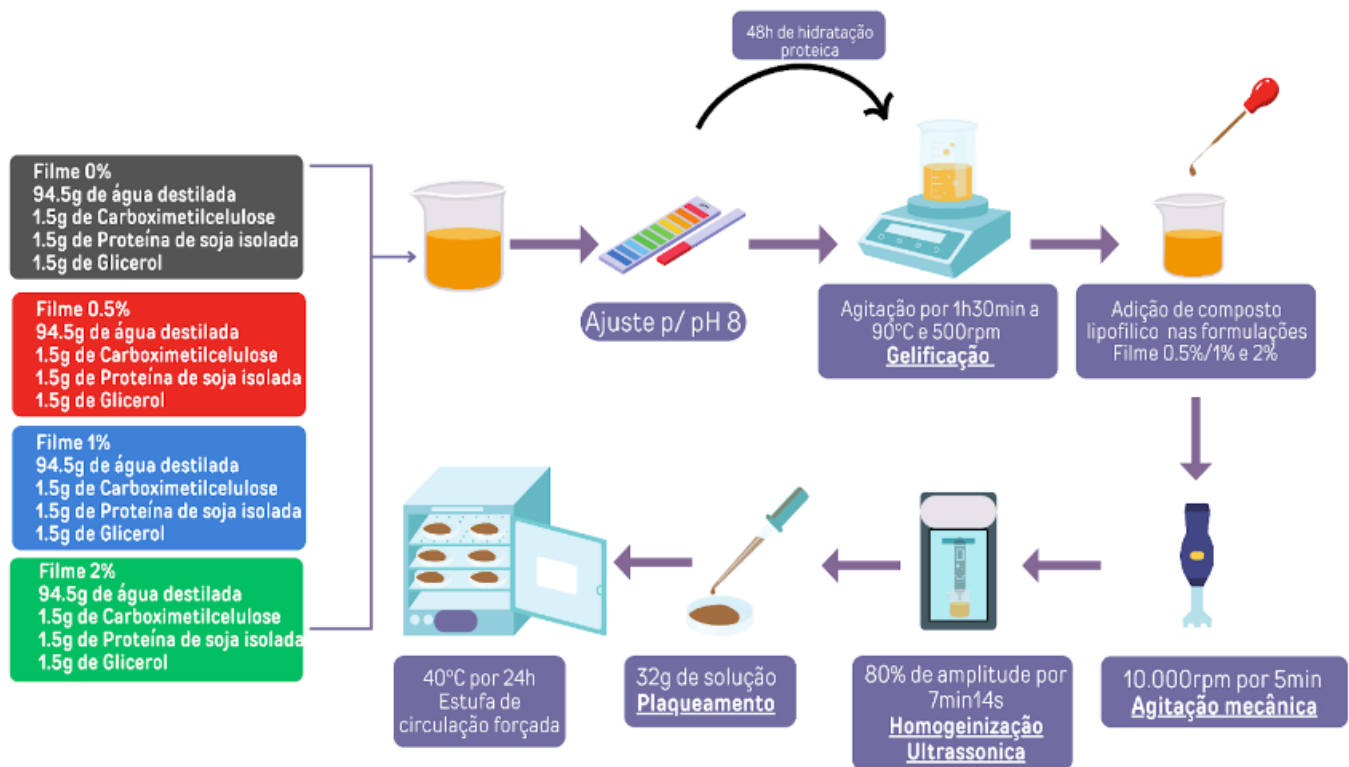 48h de hidratação
proteica
Filme 0%
94.5g de água destilada
1.5g de Carboximetilcelulose
1.5g de Proteína de soja isolada
1.5g de Glicerol
Filme 0.5%
94.5g de água destilada
1.5g de Carboximetilcelulose
1.5g de Proteína de soja isolada
1.5g de Glicerol
Filme 1%
94.5g de água destilada
1.5g de Carboximetilcelulose
1.5g de Proteína de soja isolada
1.5g de Glicerol
Filme 2%
94.5g de água destilada
1.5g de Carboximetilcelulose
1.5g de Proteína de soja isolada
1.5g de Glicerol
Ajuste p/ pH 8
Agitação por 1h30min a
90°C e 500rpm
Gelificação
Adição de composto
lipofilico nas formulações
Filme 0.5%/1% e 2%
10.000rpm por 5min
Agitação mecânica
80% de amplitude por
7min14s
Homogeinização
Ultrassonica
32g de solução
Plaqueamento
40°C por 24h
Estufa de
circulação forçada